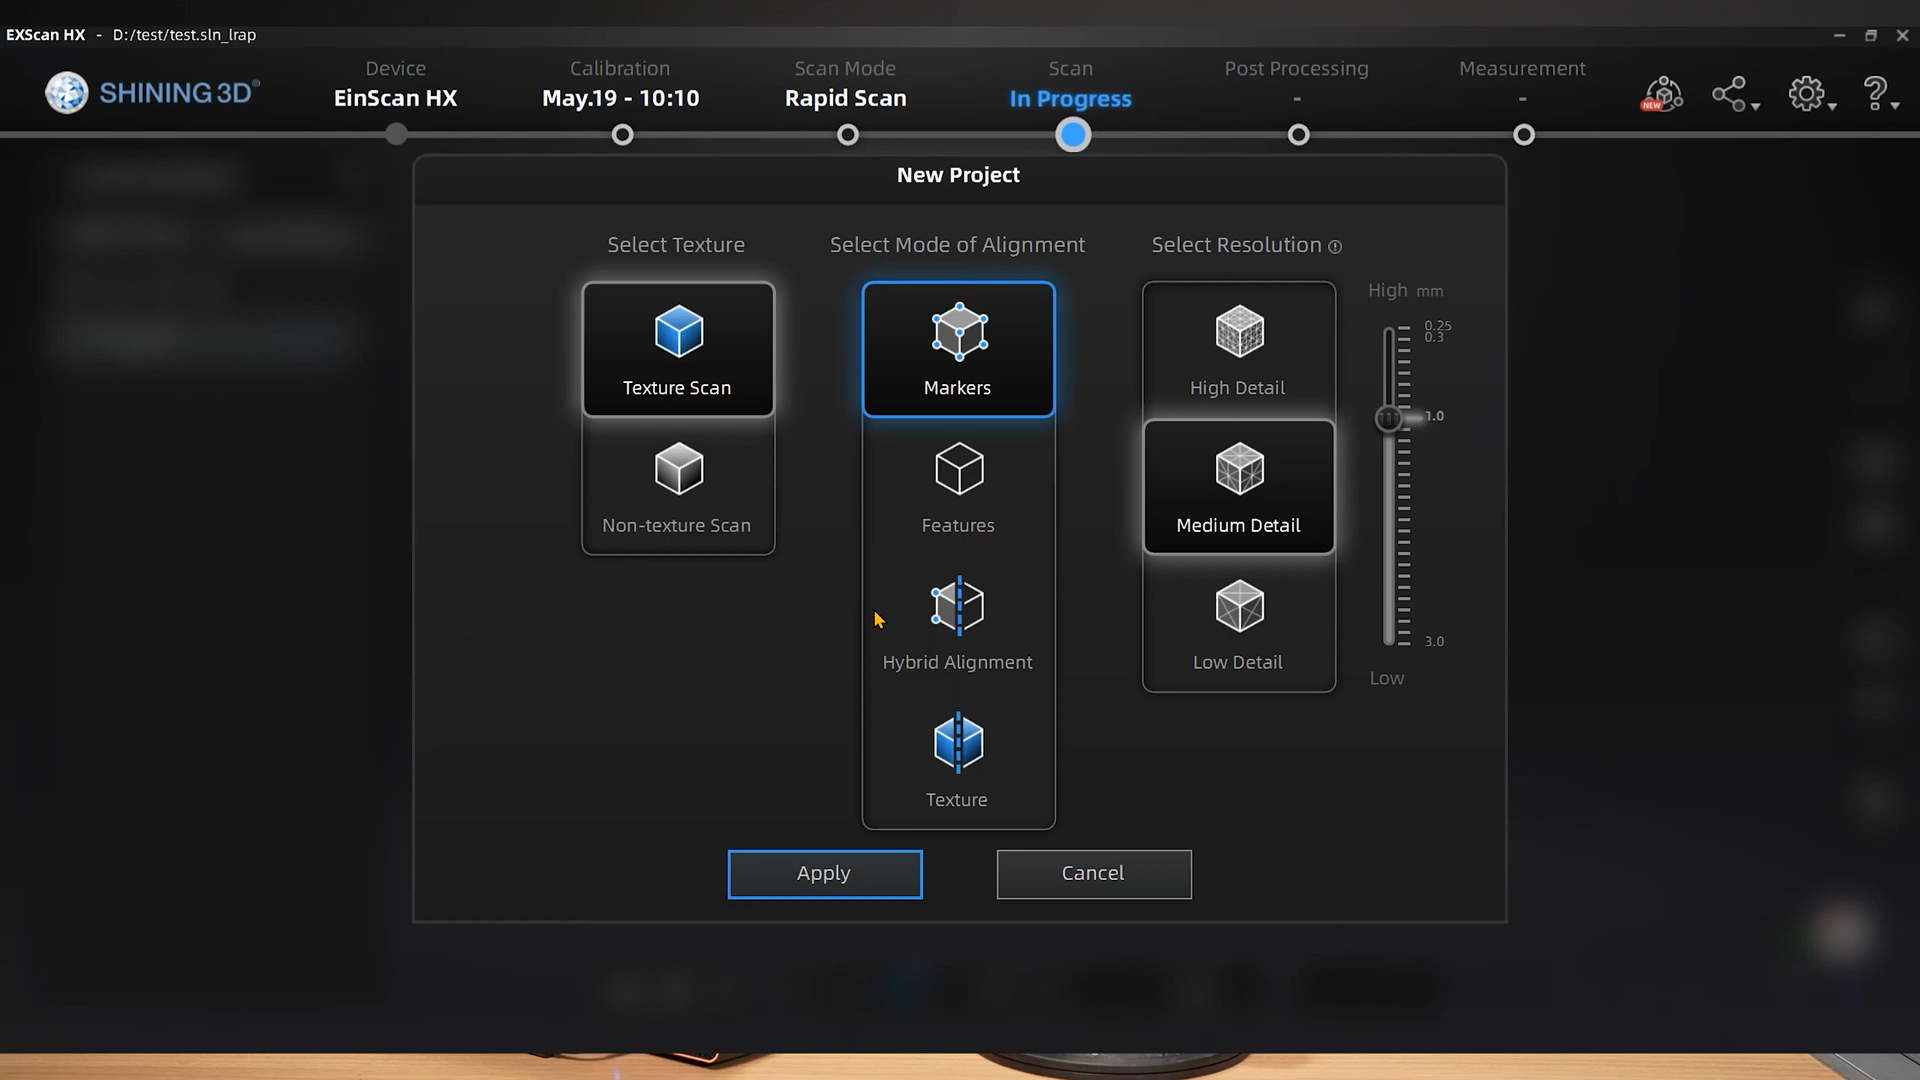 EXScan HX - D:/test/test.sln_lrap
SHINING 3D®
Device
EinScan HX
Calibration
May.19 - 10:10
Scan Mode
Rapid Scan
Scan
In Progress
Post Processing
-
Measurement
-
NEW
New Project
Select Texture
Texture Scan
Non-texture Scan
Select Mode of Alignment
Markers
Features
Hybrid Alignment
Texture
Select Resolution
High Detail
Medium Detail
Low Detail
High mm
0.25
0.3
1.0
3.0
Low
Apply
Cancel